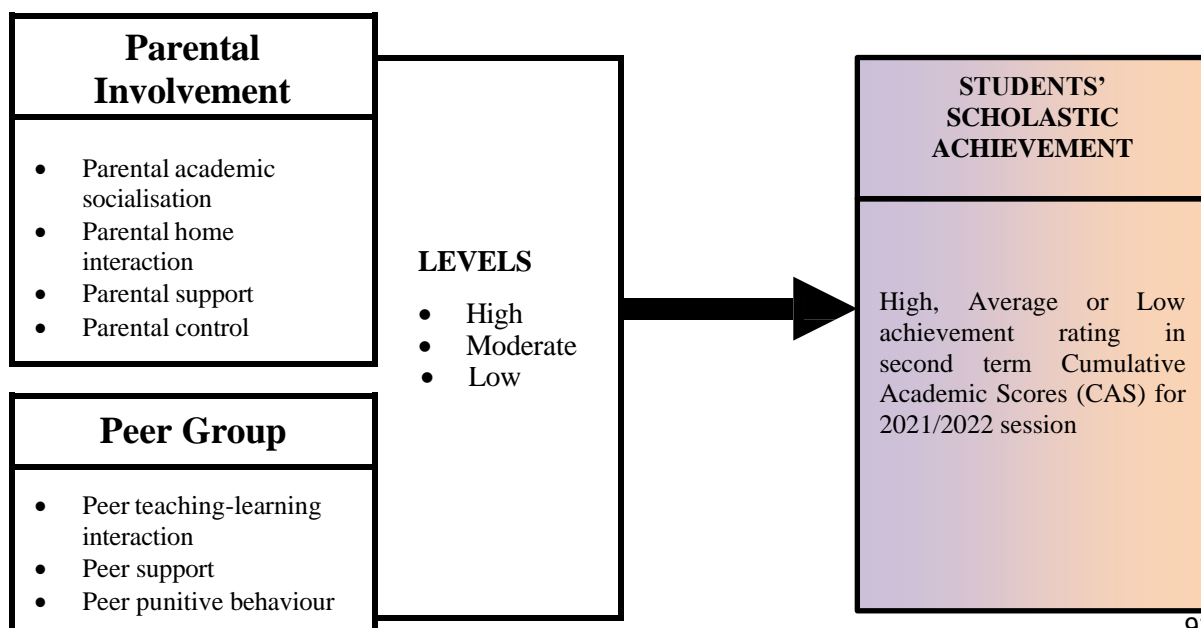 Parental
Involvement
• Parental academic
socialisation
• Parental home
interaction
• Parental support
• Parental control
Peer Group
• Peer teaching-learning
interaction
• Peer support
• Peer punitive behaviour
LEVELS
• High
• Moderate
• Low
STUDENTS’
SCHOLASTIC
ACHIEVEMENT
High, Average or Low
achievement rating in
second term Cumulative
Academic Scores (CAS) for
2021/2022 session
9